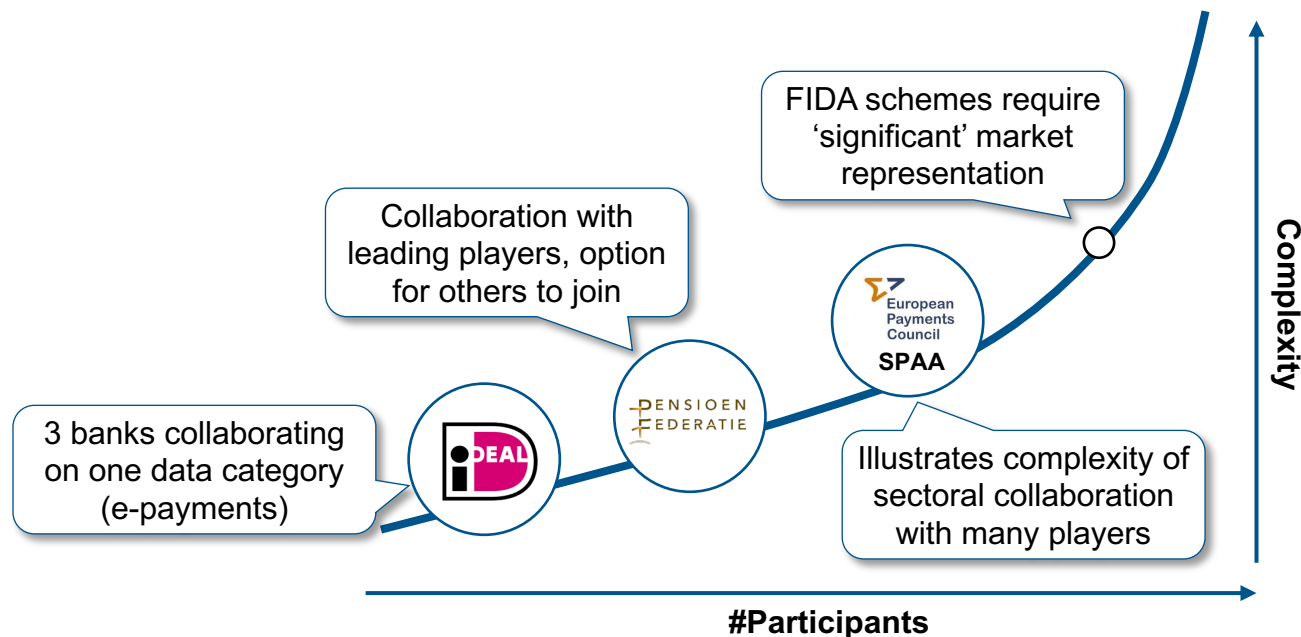 FIDA schemes require
‘significant’ market
representation
Collaboration with
leading players, option
for others to join
European
Payments
Council
SPAA
PENSIOEN
FEDERATIE
3 banks collaborating
on one data category
(e-payments)
iDEAL
Illustrates complexity of
sectoral collaboration
with many players
Complexity
#Participants